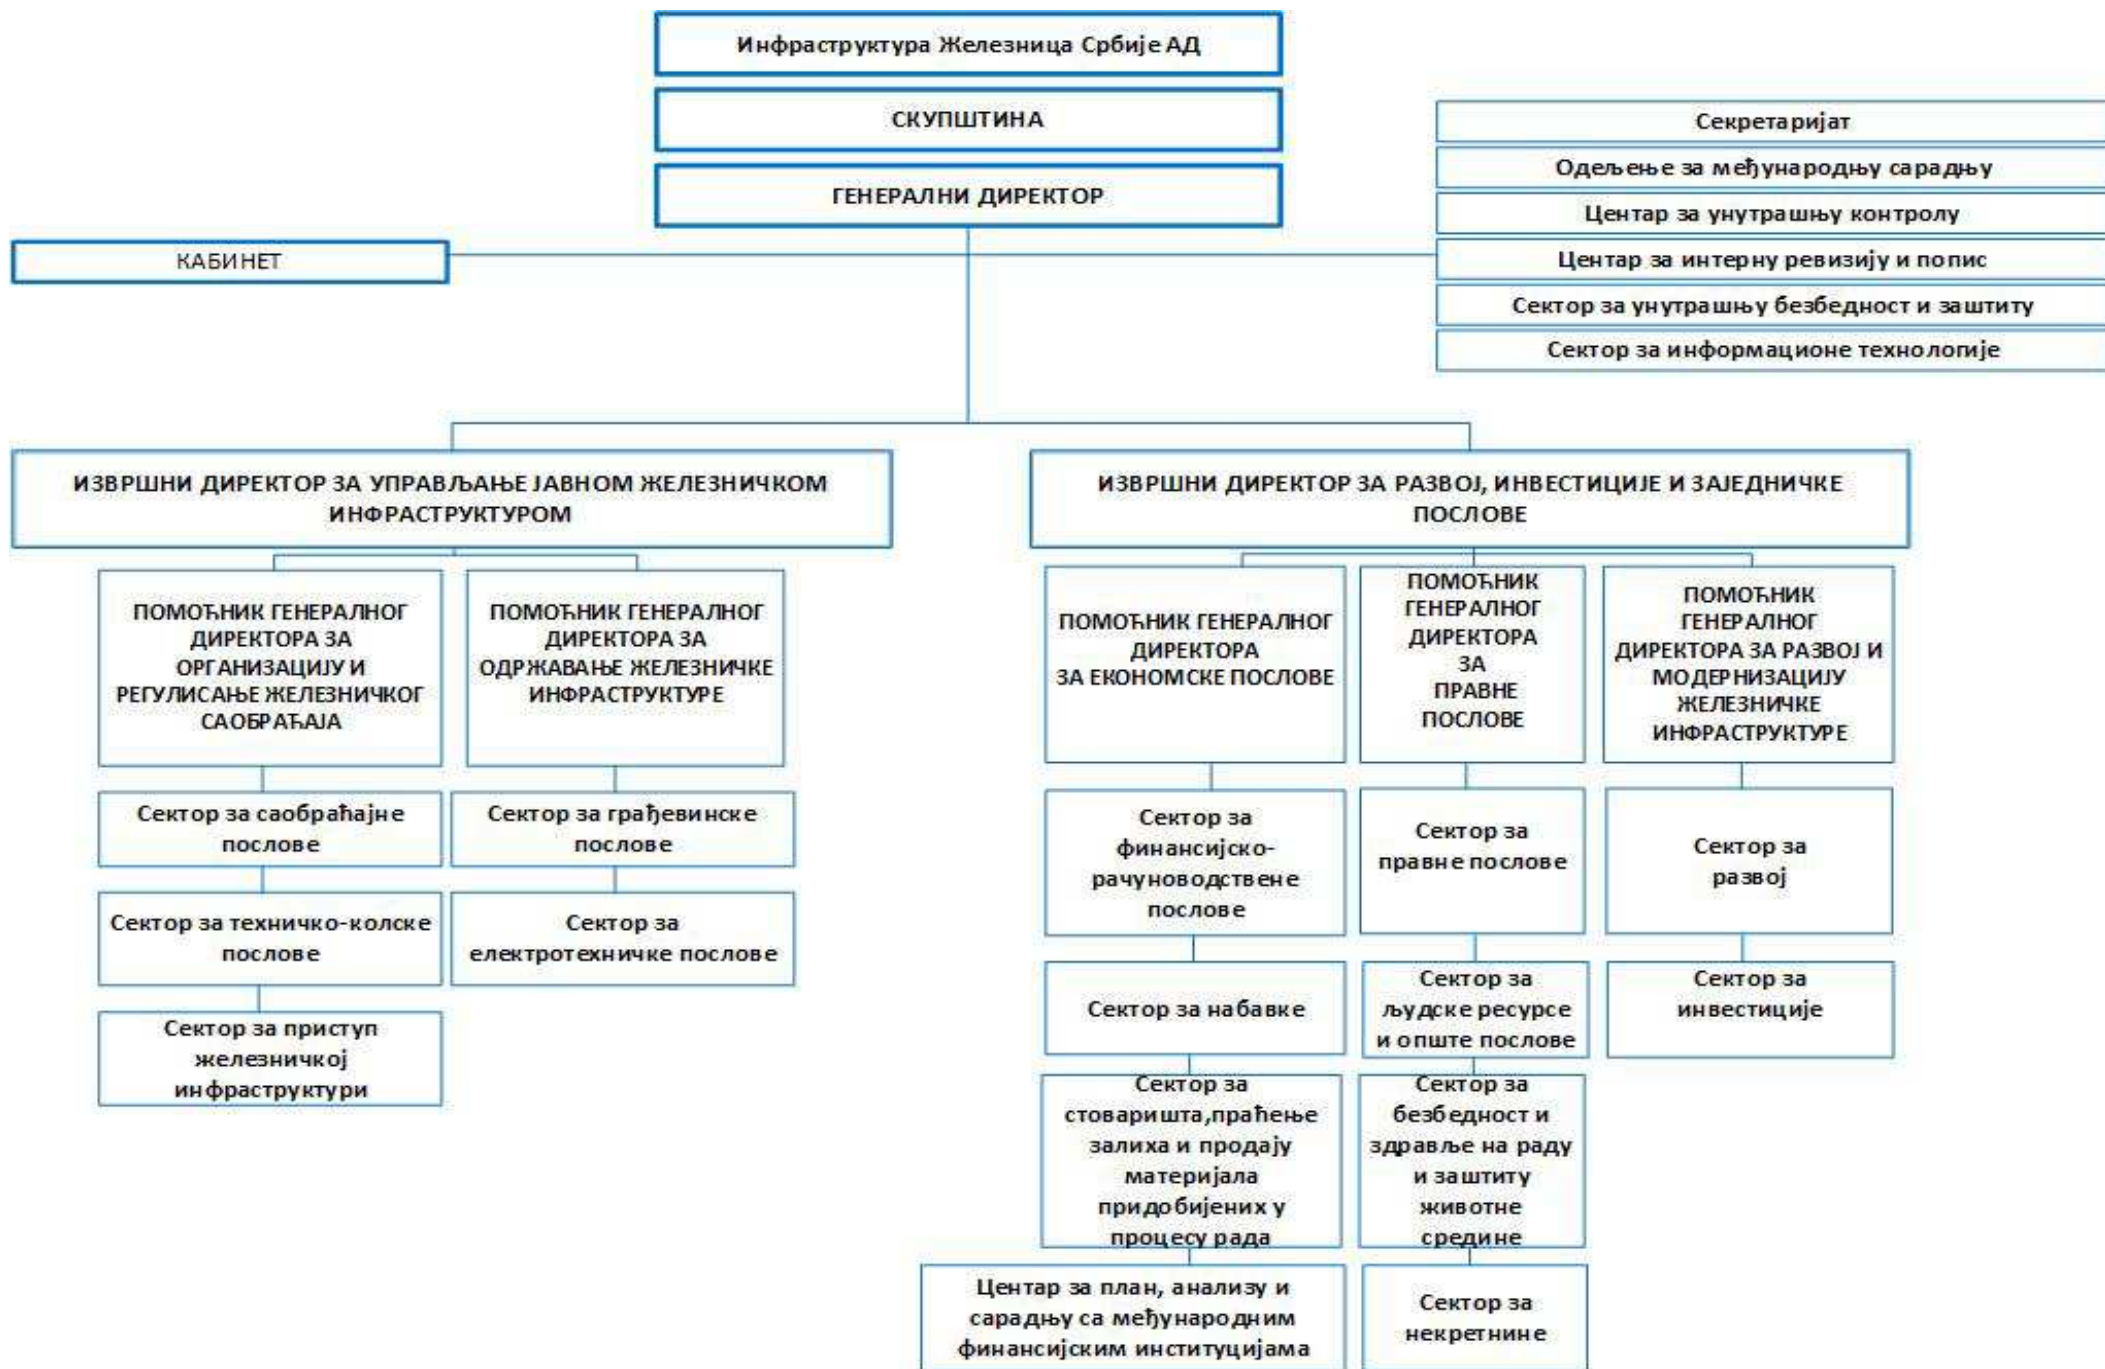 Инфраструктура Железница Србије АД
СКУПШТИНА
ГЕНЕРАЛНИ ДИРЕКТОР
КАБИНЕТ
Секретаријат
Одељење за међународну сарадњу
Центар за унутрашњу контролу
Центар за интерну ревизију и попис
Сектор за унутрашњу безбедност и заштиту
Сектор за информационе технологије
ИЗВРШНИ ДИРЕКТОР ЗА УПРАВЉАЊЕ ЈАВНОМ ЖЕЛЕЗНИЧКОМ
ИНФРАСТРУКТУРОМ
ПОМОЋНИК ГЕНЕРАЛНОГ
ДИРЕКТОРА ЗА
ОРГАНИЗАЦИЈУ И
РЕГУЛИСАЊЕ ЖЕЛЕЗНИЧКОГ
САОБРАЋАЈА
Сектор за саобраћајне
послове
Сектор за техничко-колске
послове
Сектор за приступ
железничкој
инфраструктури
ПОМОЋНИК ГЕНЕРАЛНОГ
ДИРЕКТОРА ЗА
ОДРЖАВАЊЕ ЖЕЛЕЗНИЧКЕ
ИНФРАСТРУКТУРЕ
Сектор за грађевинске
послове
Сектор за
електротехничке послове
ИЗВРШНИ ДИРЕКТОР ЗА РАЗВОЈ, ИНВЕСТИЦИЈЕ И ЗАЈЕДНИЧКЕ
ПОСЛОВЕ
ПОМОЋНИК ГЕНЕРАЛНОГ
ДИРЕКТОРА
ЗА ЕКОНОМСКЕ ПОСЛОВЕ
Сектор за
финансијско-
рачуноводствене
послове
Сектор за набавке
Сектор за
стоваришта,праћење
залиха и продају
материјала
придобијених у
процесу рада
Центар за план, анализу и
сарадњу са међународним
финансијским институцијама
ПОМОЋНИК
ГЕНЕРАЛНОГ
ДИРЕКТОРА
ЗА
ПРАВНЕ
ПОСЛОВЕ
Сектор за
правне послове
Сектор за
људске ресурсе
и опште послове
Сектор за
безбедност и
здравље на раду
и заштиту
животне
средине
Сектор за
некретнине
ПОМОЋНИК
ГЕНЕРАЛНОГ
ДИРЕКТОРА ЗА РАЗВОЈ И
МОДЕРНИЗАЦИЈУ
ЖЕЛЕЗНИЧКЕ
ИНФРАСТРУКТУРЕ
Сектор за
развој
Сектор за
инвестиције